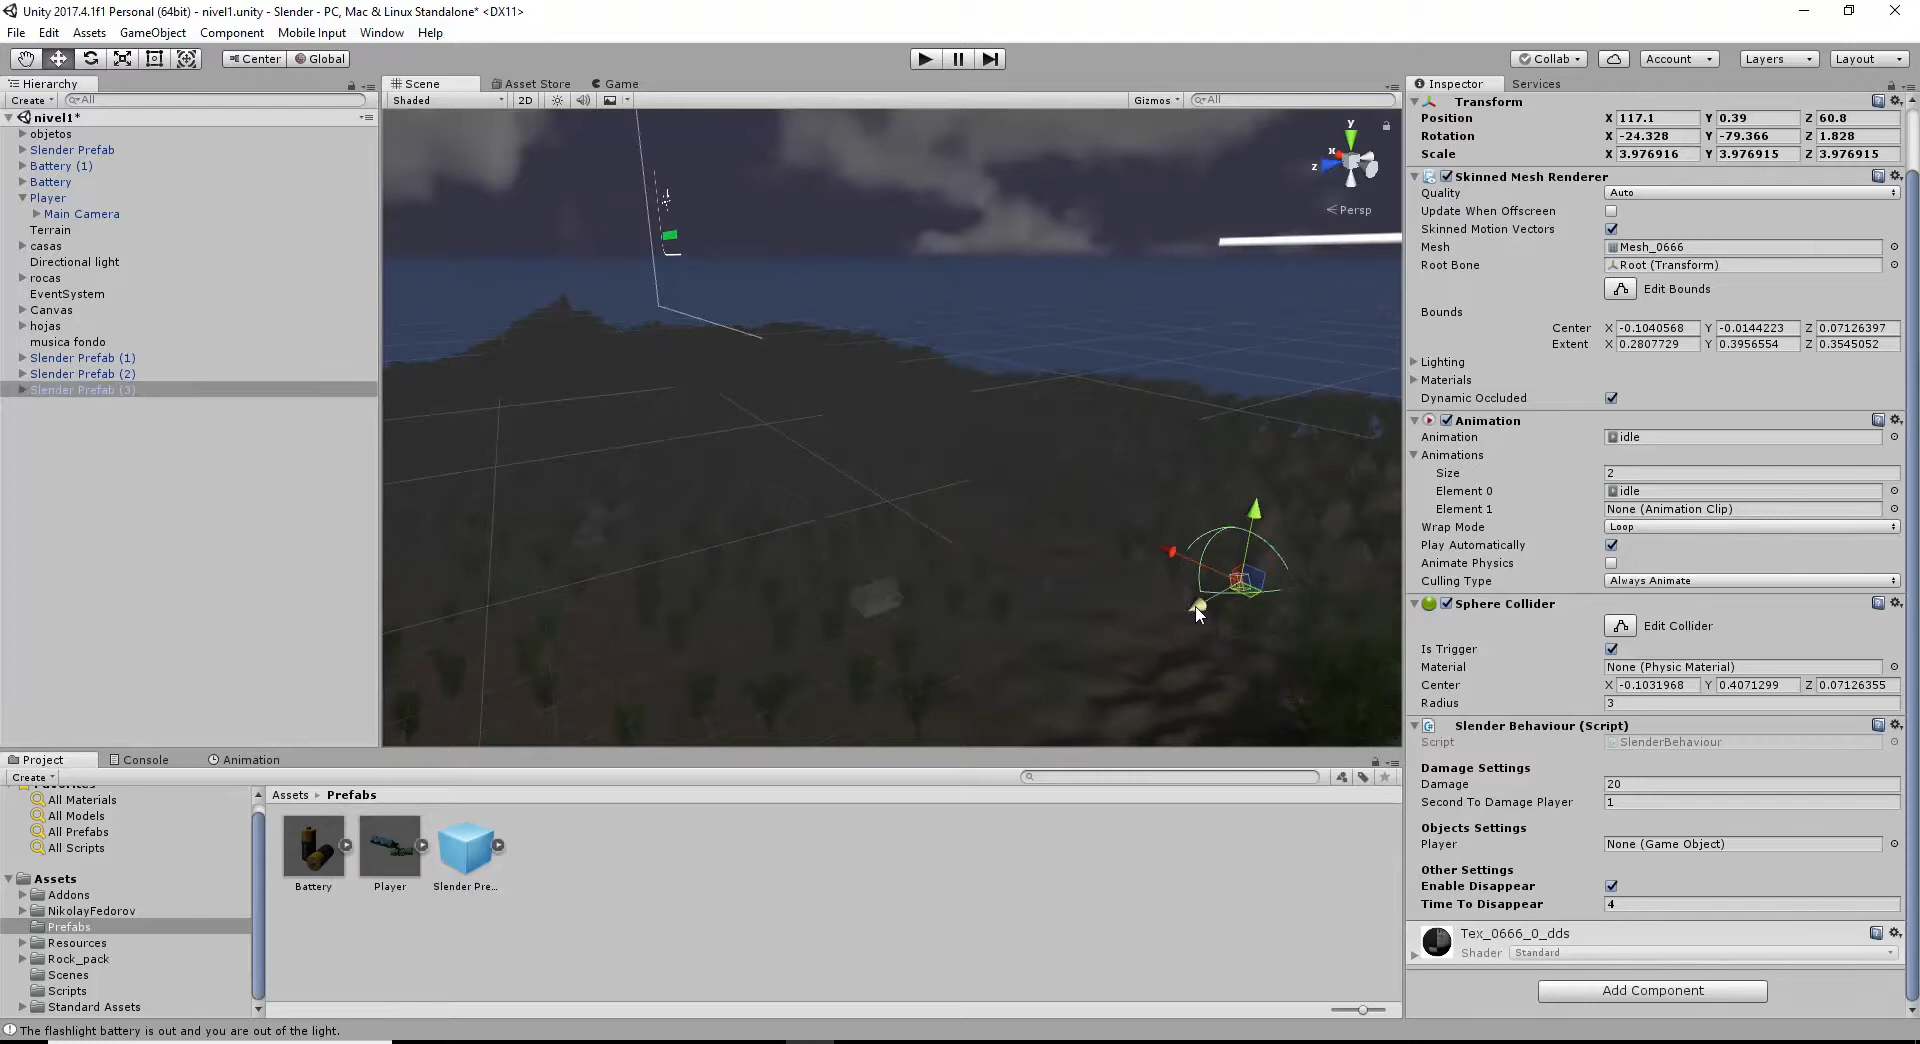 Unity 2017.4.1f1 Personal (64bit) - nivel1.unity - Slender - PC, Mac & Linux Standalone* <DX11>
File Edit Assets GameObject Component Mobile Input Window Help
Center Global Collab Account Layers Layout
Hierarchy
Create All
nivel1*
objetos
Slender Prefab
Battery (1)
Battery
Player
Main Camera
Terrain
casas
Directional light
rocas
EventSystem
Canvas
hojas
musica fondo
Slender Prefab (1)
Slender Prefab (2)
Slender Prefab (3)
Scene Asset Store Game
Shaded 2D Gizmos All
y
x
z
Persp
Inspector Services
Transform
Position X 117.1 Y 0.39 Z 60.8
Rotation X -24.328 Y -79.366 Z 1.828
Scale X 3.976916 Y 3.976915 Z 3.976915
Skinned Mesh Renderer
Quality Auto
Update When Offscreen
Skinned Motion Vectors
Mesh Mesh_0666
Root Bone Root (Transform)
Edit Bounds
Bounds
Center X -0.1040568 Y -0.0144223 Z 0.07126397
Extent X 0.2807729 Y 0.3956554 Z 0.3545052
Lighting
Materials
Dynamic Occluded
Animation
Animation idle
Animations
Size 2
Element 0 idle
Element 1 None (Animation Clip)
Wrap Mode Loop
Play Automatically
Animate Physics
Culling Type Always Animate
Sphere Collider
Edit Collider
Is Trigger
Material None (Physic Material)
Center X -0.1031968 Y 0.4071299 Z 0.07126355
Radius 3
Slender Behaviour (Script)
Script SlenderBehaviour
Damage Settings
Damage 20
Second To Damage Player 1
Objects Settings
Player None (Game Object)
Other Settings
Enable Disappear
Time To Disappear 4
Tex_0666_0_dds
Shader Standard
Add Component
Project Console Animation
Create
Favorites
All Materials
All Models
All Prefabs
All Scripts
Assets
Addons
NikolayFedorov
Prefabs
Resources
Rock_pack
Scenes
Scripts
Standard Assets
Assets Prefabs
Battery Player Slender Pre...
The flashlight battery is out and you are out of the light.